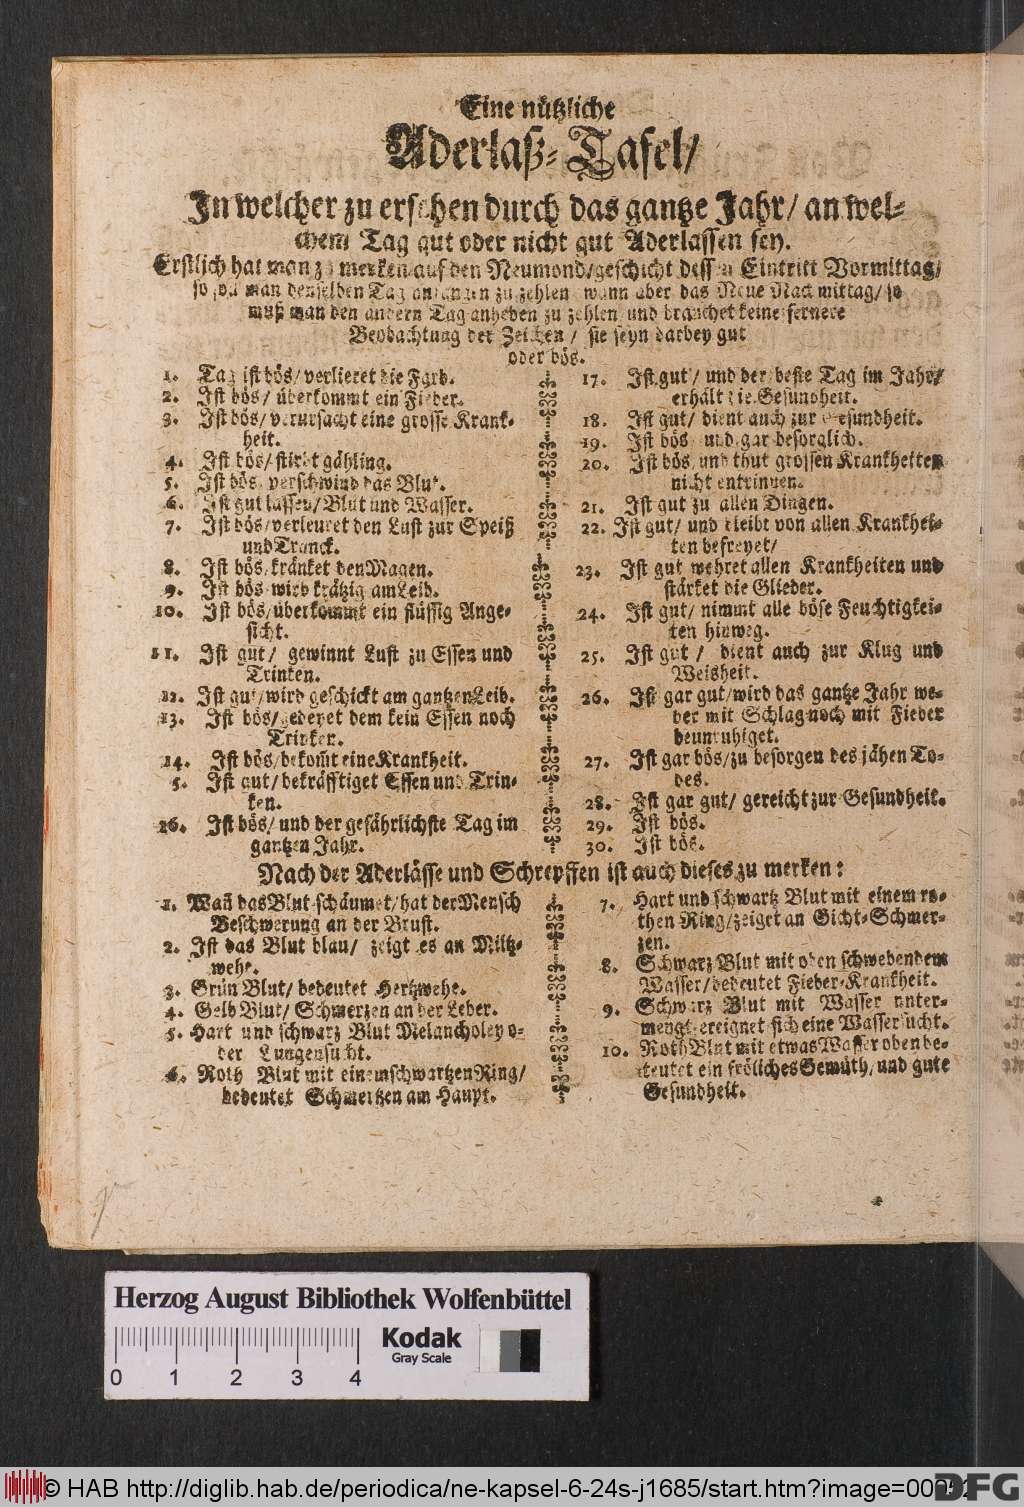 Eine nützliche
Aderlaß-Tafel/
In welcher zu ersehen durch das gantze Jahr/ an wel-
chem Tag gut oder nicht gut Aderlassen sey.
Erstlich hat man zu merken auf den Neumond/ geschicht dessen Eintritt Vormittag/
so soll man denselben Tag anfangen zu zehlen wann aber das Neue Nachmittag/ so
muß man den andern Tag anheben zu zehlen und brauchet keine fernere
Beobachtung der Zeichen/ sie seyn darbey gut
oder bös.
1. Tag ist bös/ verlieret die Farb.
2. Ist bös/ überkommt ein Fieber.
3. Ist bös/ verursacht eine grosse Krank-
heit.
4. Ist bös/ stirbt gähling.
5. Ist bös/ verschwind das Blut.
6. Ist gut lassen/ Blut und Wasser.
7. Ist bös/ verleuret den Lust zur Speiß
und Tranck.
8. Ist bös/ kränket den Magen.
9. Ist bös/ wird krätzig am Leib.
10. Ist bös/ überkommt ein flüssig Ange-
sicht.
11. Ist gut/ gewinnt Lust zu Essen und
Trinken.
12. Ist gut/ wird geschickt am gantzen Leib.
13. Ist bös/ gedeyet dem kein Essen noch
Trinken.
14. Ist bös/ bekom̃t eine Krankheit.
5. Ist gut/ bekräfftiget Essen und Trin-
ken.
16. Ist bös/ und der gefährlichste Tag im
gantzen Jahr.
17. Ist gut/ und der beste Tag im Jahr/
erhält die Gesundheit.
18. Ist gut/ dient auch zur Gesundheit.
19. Ist bös/ und gar besorglich.
20. Ist bös/ und thut grossen Krankheiten
nicht entrinnen.
21. Ist gut zu allen Dingen.
22. Ist gut/ und bleibt von allen Krankhei-
ten befreyet/
23. Ist gut wehret allen Krankheiten und
stärket die Glieder.
24. Ist gut/ nimmt alle böse Feuchtigkei-
ten hinweg.
25. Ist gut/ dient auch zur Klug und
Weisheit.
26. Ist gar gut/ wird das gantze Jahr we-
der mit Schlag noch mit Fieber
beunruhiget.
27. Ist gar bös/ zu besorgen des jähen To-
des.
28. Ist gar gut/ gereicht zur Gesundheit.
29. Ist bös.
30. Ist bös.
Nach der Aderlässe und Schrepffen ist auch dieses zu merken:
1. Wañ das Blut schäumet/ hat der Mensch
Beschwerung an der Brust.
2. Ist das Blut blau/ zeigt es an Miltz-
wehe.
3. Grün Blut/ bedeutet Hertzwehe.
4. Gelb Blut/ Schmerzen an der Leber.
5. Hart und schwarz Blut Melancholey o-
der Lungensucht.
6. Roth Blut mit einem schwartzen Ring/
bedeutet Schmertzen am Haupt.
7. Hart und schwartz Blut mit einem ro-
then Ring/ zeiget an Gicht-Schmer-
zen.
8. Schwarz Blut mit oben schwebendem
Wasser/ bedeutet Fieber-Krankheit.
9. Schwarz Blut mit Wasser unter-
mengt/ ereignet sich eine Wassersucht.
10. Roth Blut mit etwas Wasser oben be-
deutet ein fröliches Gemüth/ und gute
Gesundheit.
Herzog August Bibliothek Wolfenbüttel
Kodak
Gray Scale
0 1 2 3 4
© HAB http://diglib.hab.de/periodica/ne-kapsel-6-24s-j1685/start.htm?image=000
DFG